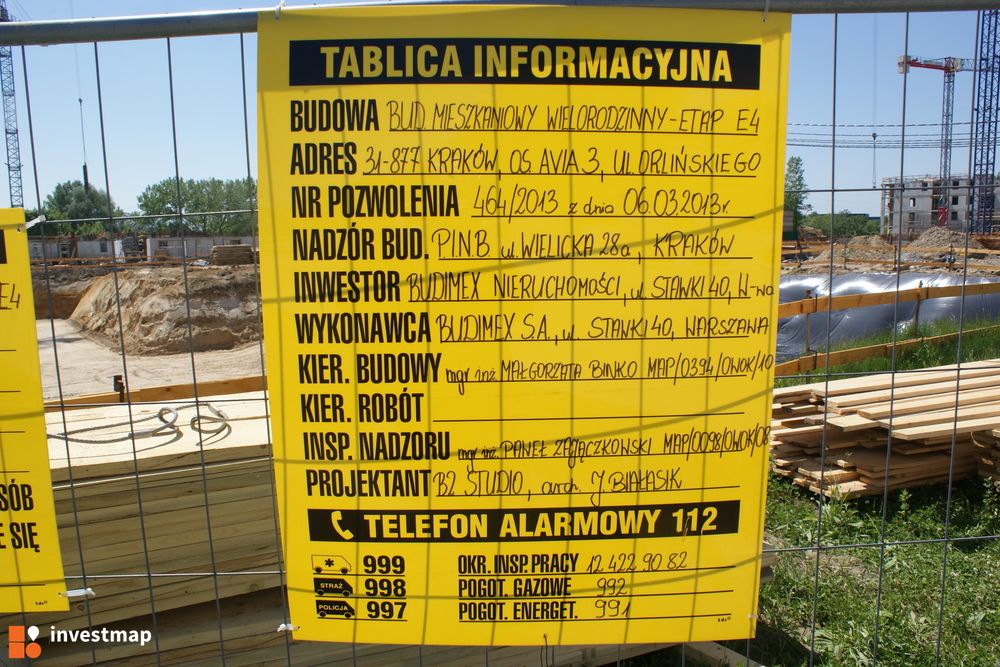 TABLICA INFORMACYJNA
BUDOWA BUD MIESZKANIOWY WIELORODZINNY-ETAP E4
ADRES 31-877 KRAKÓW, OS. AVIA 3, UL. ORLIŃSKIEGO
NR POZWOLENIA 464/2013 z dnia 06.03.2013r.
NADZÓR BUD. P.I.N.B ul. WIELICKA 28a, KRAKÓW
INWESTOR BUDIMEX NIERUCHOMOŚCI, ul. STAWKI 40, W-wa
WYKONAWCA BUDIMEX S.A., ul. STAWKI 40, WARSZAWA
KIER. BUDOWY mgr inż. MAŁGORZATA BINKO MAP/0394/OWOK/10
KIER. ROBÓT
INSP. NADZORU mgr inż. PAWEŁ ZAJĄCZKOWSKI MAP/0098/OWOK/08
PROJEKTANT B2 STUDIO, arch. J. BIAŁASIK
TELEFON ALARMOWY 112
999 OKR. INSP. PRACY 12 422 90 82
STRAŻ 998 POGOT. GAZOWE 992
POLICJA 997 POGOT. ENERGET. 991
E4
SÓB
E SIĘ
investmap